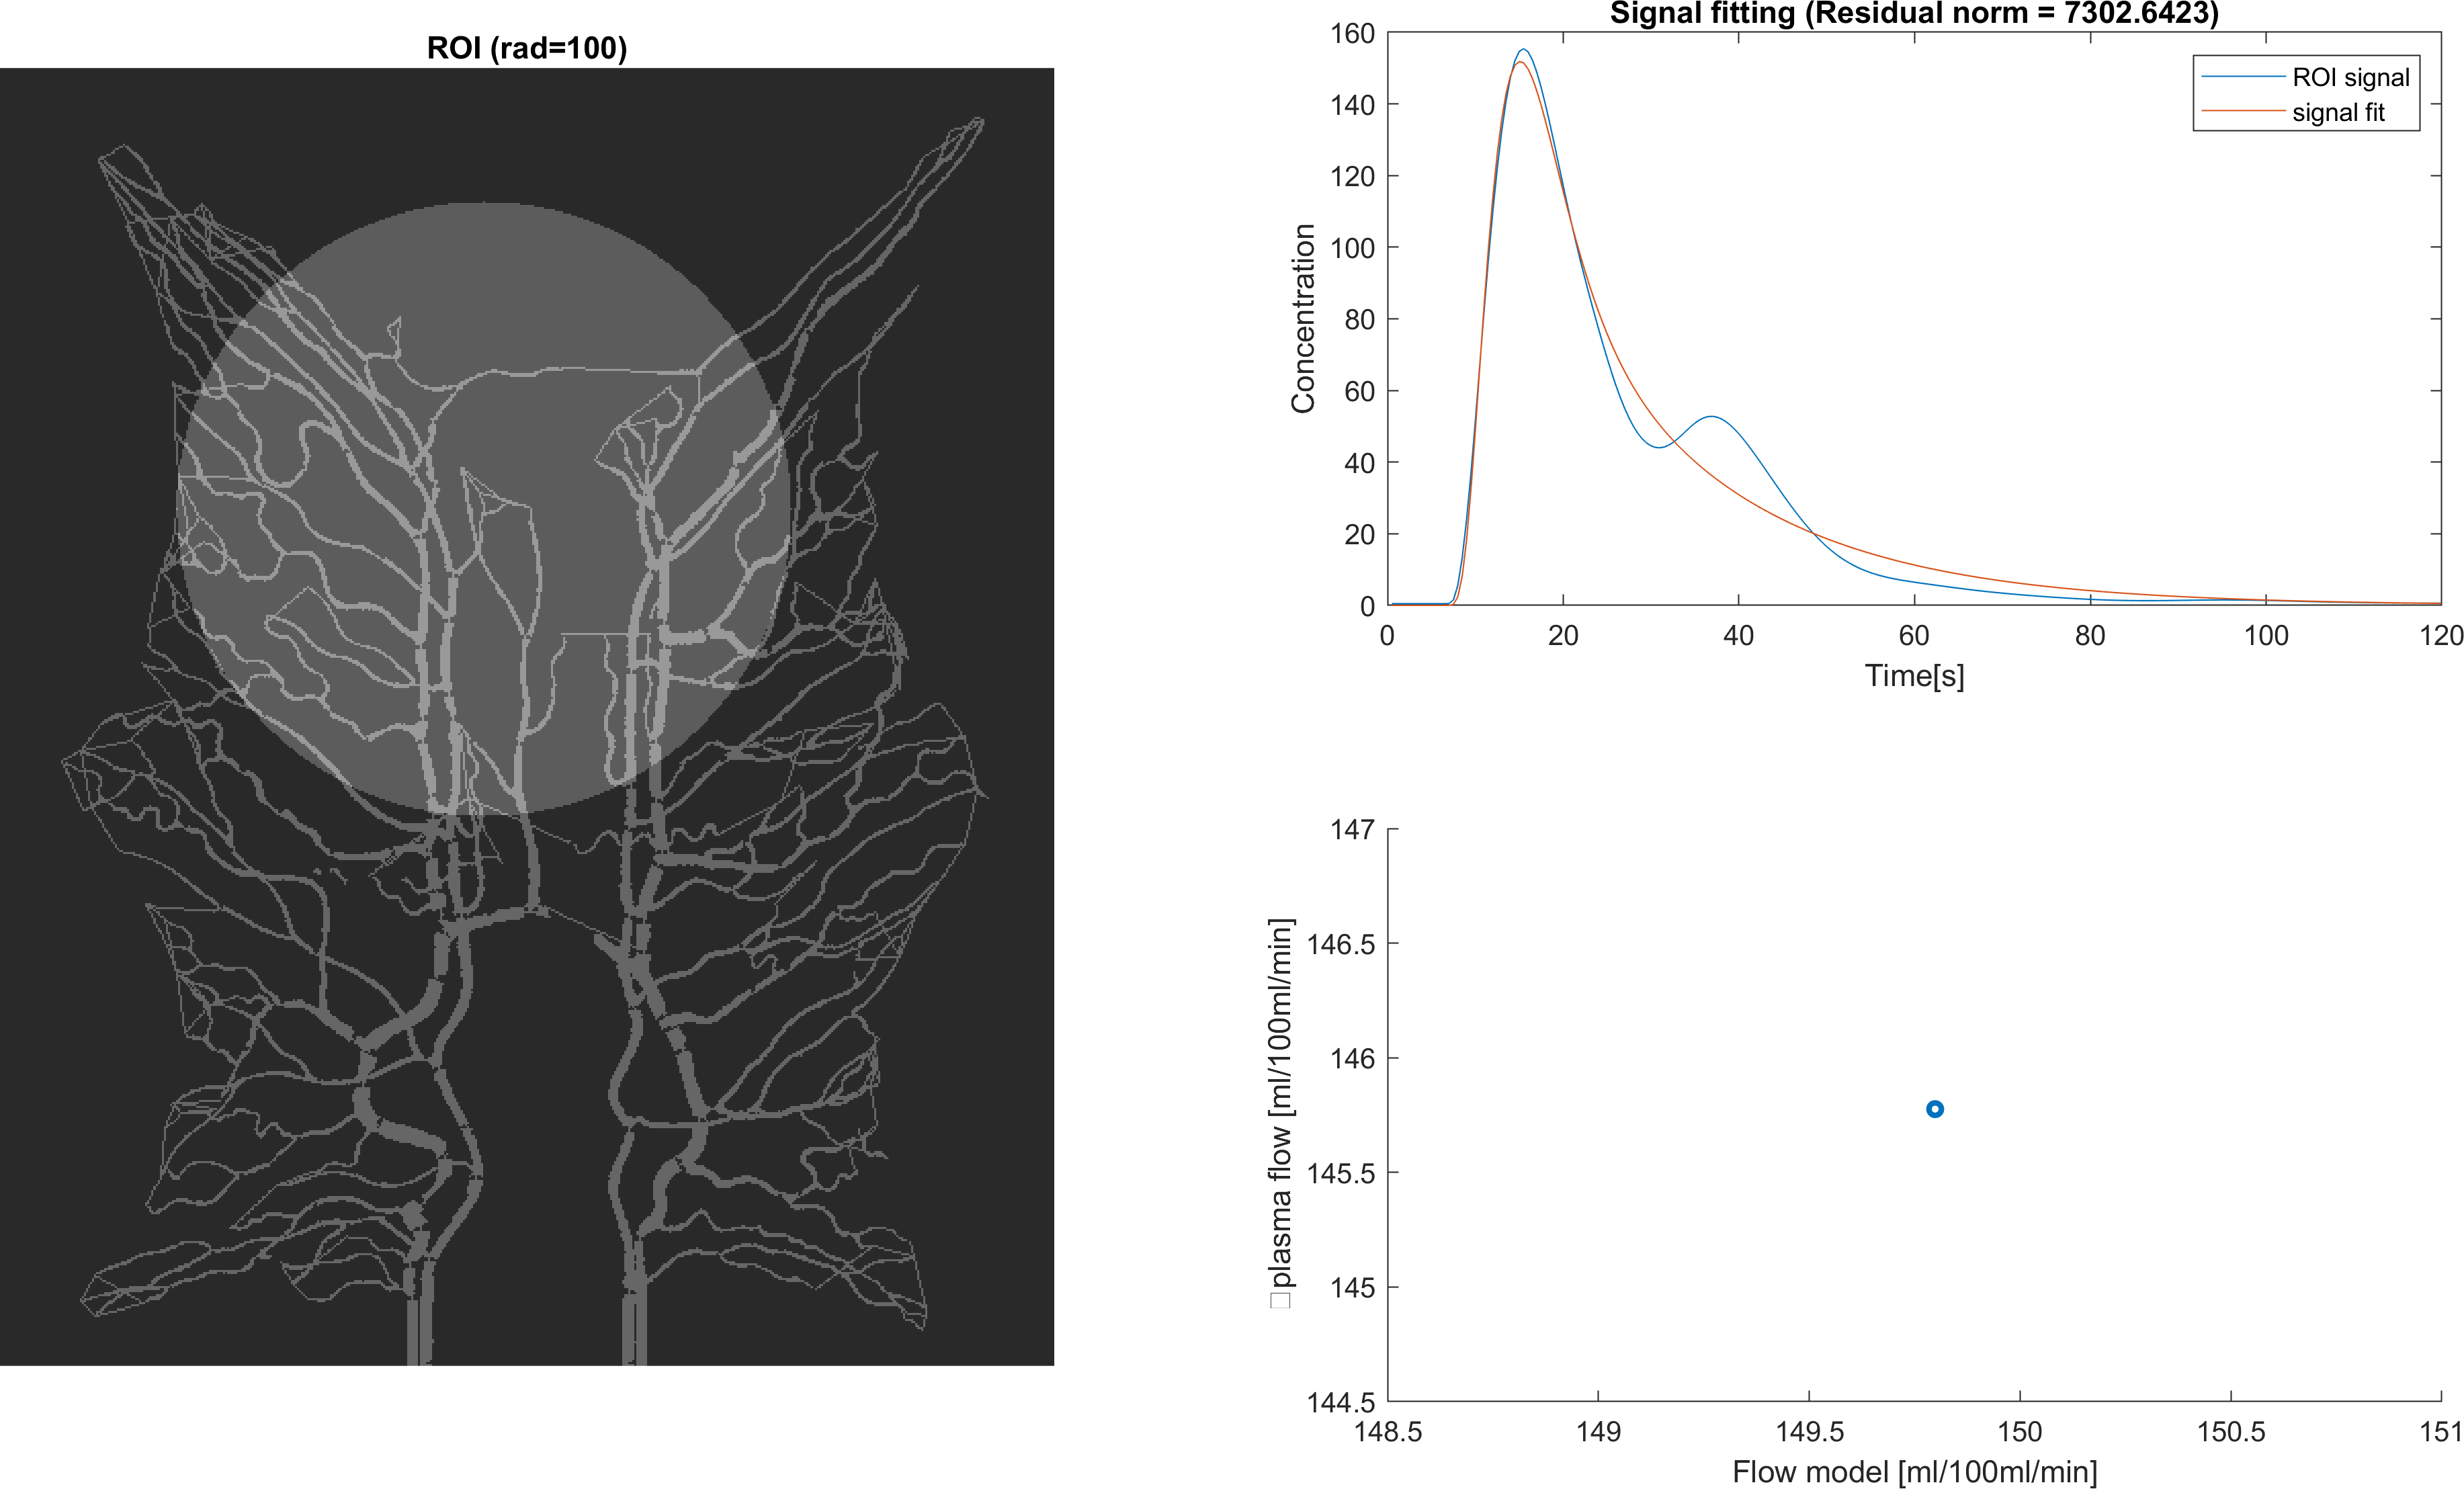 ROI (rad=100)
Signal fitting (Residual norm = 7302.6423)
160
140
120
100
80
60
40
20
0
Concentration
ROI signal
signal fit
0 20 40 60 80 100 120
Time[s]
147
146.5
146
145.5
145
144.5
□plasma flow [ml/100ml/min]
148.5 149 149.5 150 150.5 151
Flow model [ml/100ml/min]